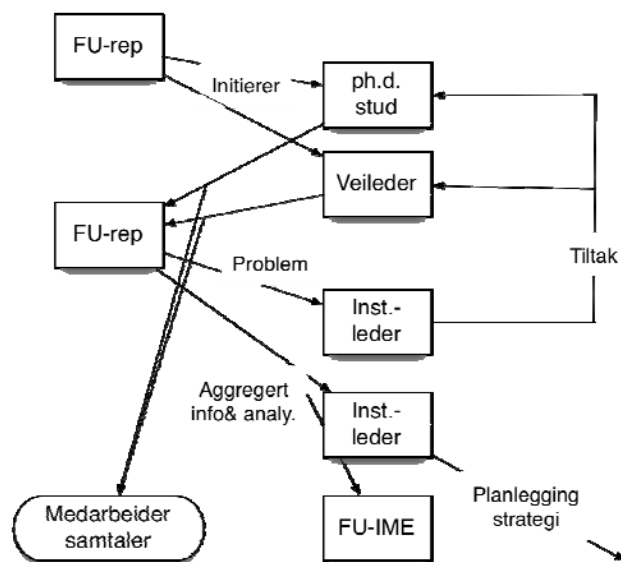 FU-rep
Initierer
ph.d.
stud
Veileder
FU-rep
Problem
Tiltak
Inst.-
leder
Aggregert
info& analy.
Inst.-
leder
Planlegging
strategi
Medarbeider
samtaler
FU-IME